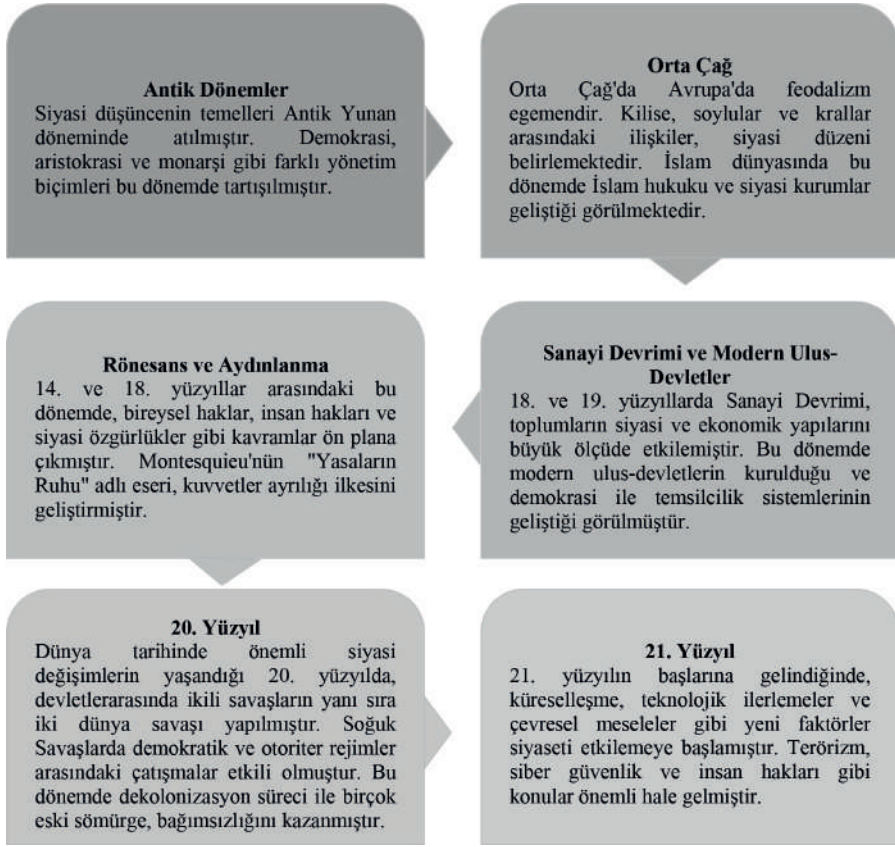 Antik Dönemler
Siyasi düşüncenin temelleri Antik Yunan
döneminde atılmıştır. Demokrasi,
aristokrasi ve monarşi gibi farklı yönetim
biçimleri bu dönemde tartışılmıştır.
Orta Çağ
Orta Çağ'da Avrupa'da feodalizm
egemendir. Kilise, soylular ve krallar
arasındaki ilişkiler, siyasi düzeni
belirlemektedir. İslam dünyasında bu
dönemde İslam hukuku ve siyasi kurumlar
geliştiği görülmektedir.
Rönesans ve Aydınlanma
14. ve 18. yüzyıllar arasındaki bu
dönemde, bireysel haklar, insan hakları ve
siyasi özgürlükler gibi kavramlar ön plana
çıkmıştır. Montesquieu'nün "Yasaların
Ruhu" adlı eseri, kuvvetler ayrılığı ilkesini
geliştirmiştir.
Sanayi Devrimi ve Modern Ulus-
Devletler
18. ve 19. yüzyıllarda Sanayi Devrimi,
toplumların siyasi ve ekonomik yapılarını
büyük ölçüde etkilemiştir. Bu dönemde
modern ulus-devletlerin kurulduğu ve
demokrasi ile temsilcilik sistemlerinin
geliştiği görülmüştür.
20. Yüzyıl
Dünya tarihinde önemli siyasi
değişimlerin yaşandığı 20. yüzyılda,
devletlerarasında ikili savaşların yanı sıra
iki dünya savaşı yapılmıştır. Soğuk
Savaşlarda demokratik ve otoriter rejimler
arasındaki çatışmalar etkili olmuştur. Bu
dönemde dekolonizasyon süreci ile birçok
eski sömürge, bağımsızlığını kazanmıştır.
21. Yüzyıl
21. yüzyılın başlarına gelindiğinde,
küreselleşme, teknolojik ilerlemeler ve
çevresel meseleler gibi yeni faktörler
siyaseti etkilemeye başlamıştır. Terörizm,
siber güvenlik ve insan hakları gibi
konular önemli hale gelmiştir.